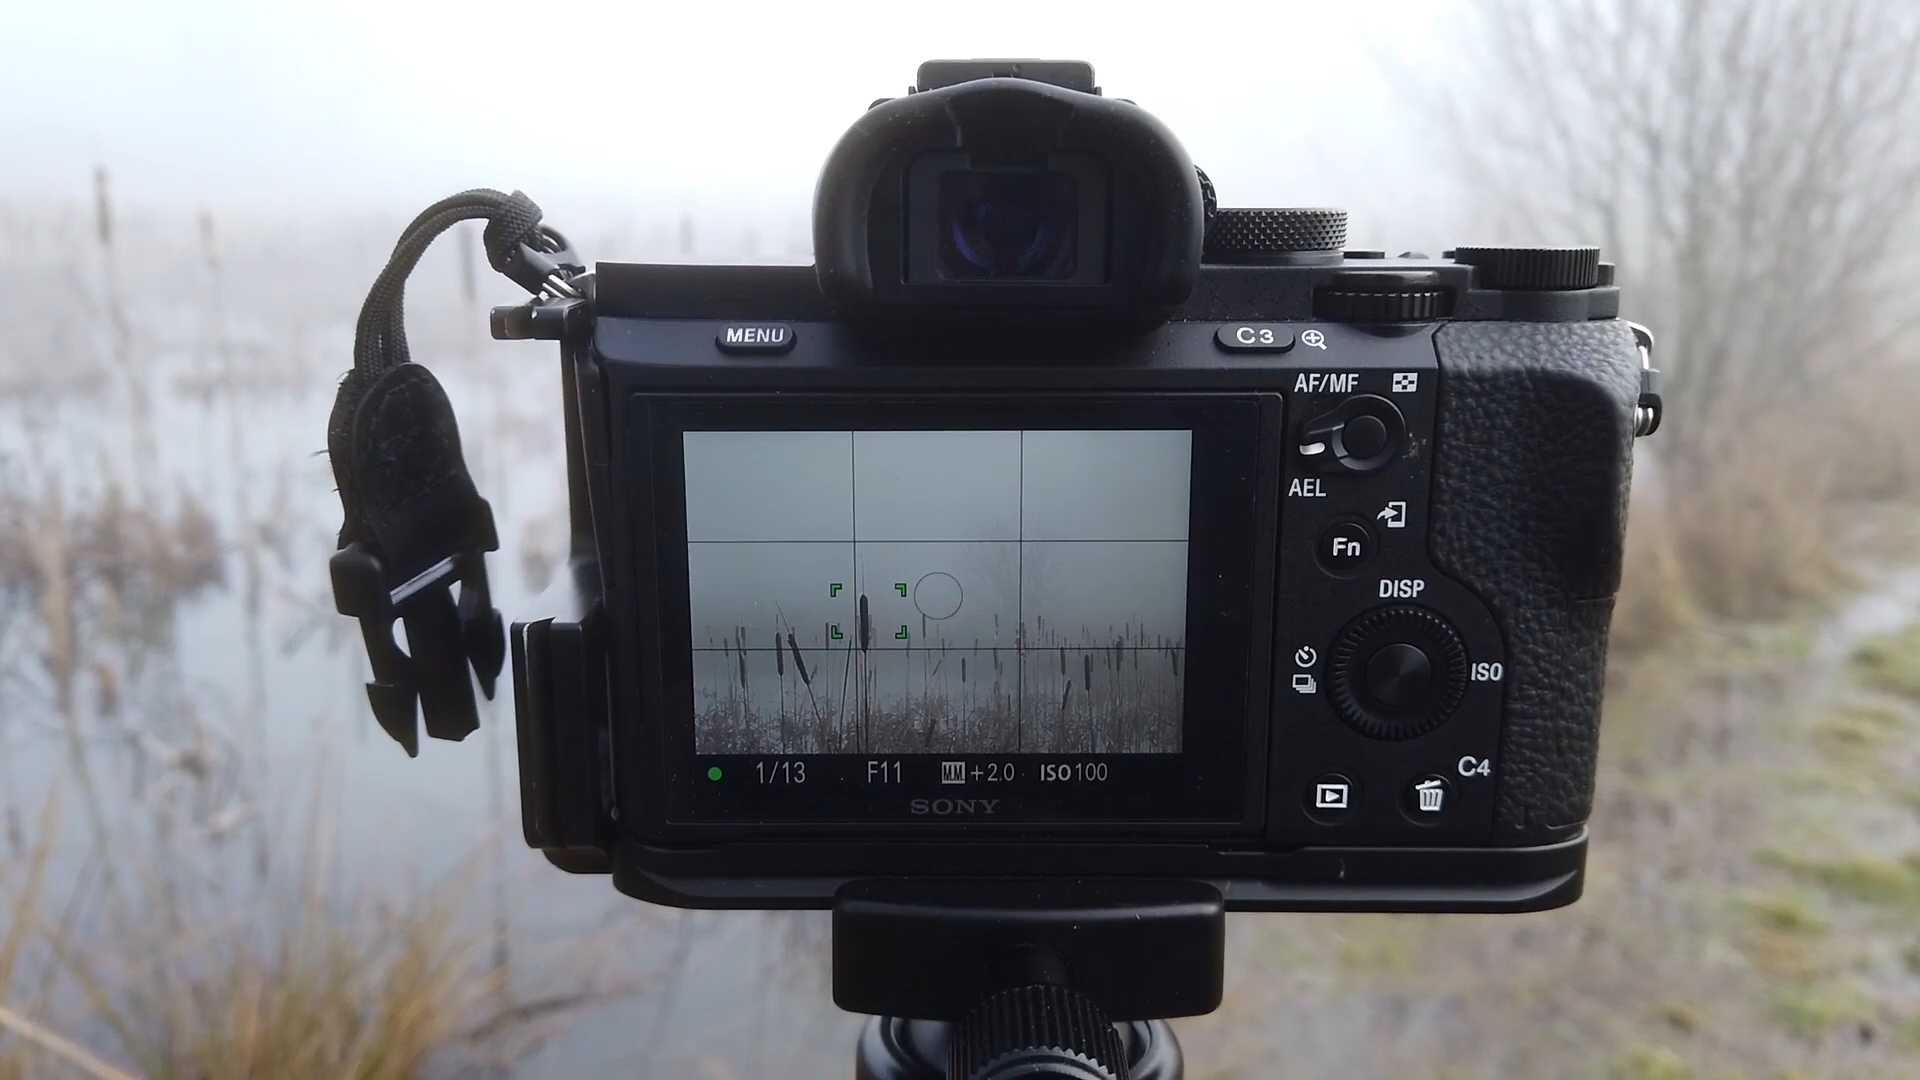 MENU
C3
AF/MF
AEL
Fn
DISP
ISO
1/13 F11 M.M. +2.0 ISO100
C4
SONY